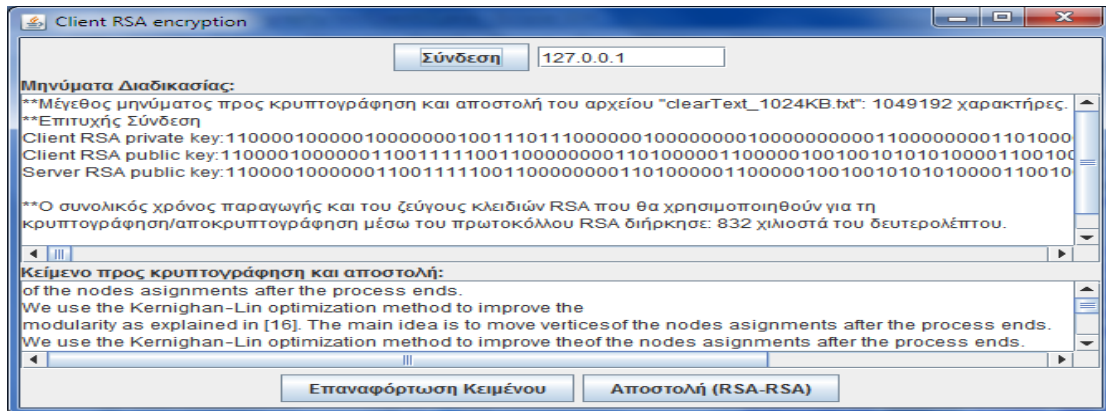 Client RSA encryption
Σύνδεση 127.0.0.1
Μηνύματα Διαδικασίας:
**Μέγεθος μηνύματος προς κρυπτογράφηση και αποστολή του αρχείου "clearText_1024KB.txt": 1049192 χαρακτήρες.
**Επιτυχής Σύνδεση
Client RSA private key:
Client RSA public key:
Server RSA public key:
**Ο συνολικός χρόνος παραγωγής και του ζεύγους κλειδιών RSA που θα χρησιμοποιηθούν για τη
κρυπτογράφηση/αποκρυπτογράφηση μέσω του πρωτοκόλλου RSA διήρκησε: 832 χιλιοστά του δευτερολέπτου.
Κείμενο προς κρυπτογράφηση και αποστολή:
of the nodes asignments after the process ends.
We use the Kernighan-Lin optimization method to improve the
modularity as explained in [16]. The main idea is to move verticesof the nodes asignments after the process ends.
We use the Kernighan-Lin optimization method to improve theof the nodes asignments after the process ends.
Επαναφόρτωση Κειμένου Αποστολή (RSA-RSA)